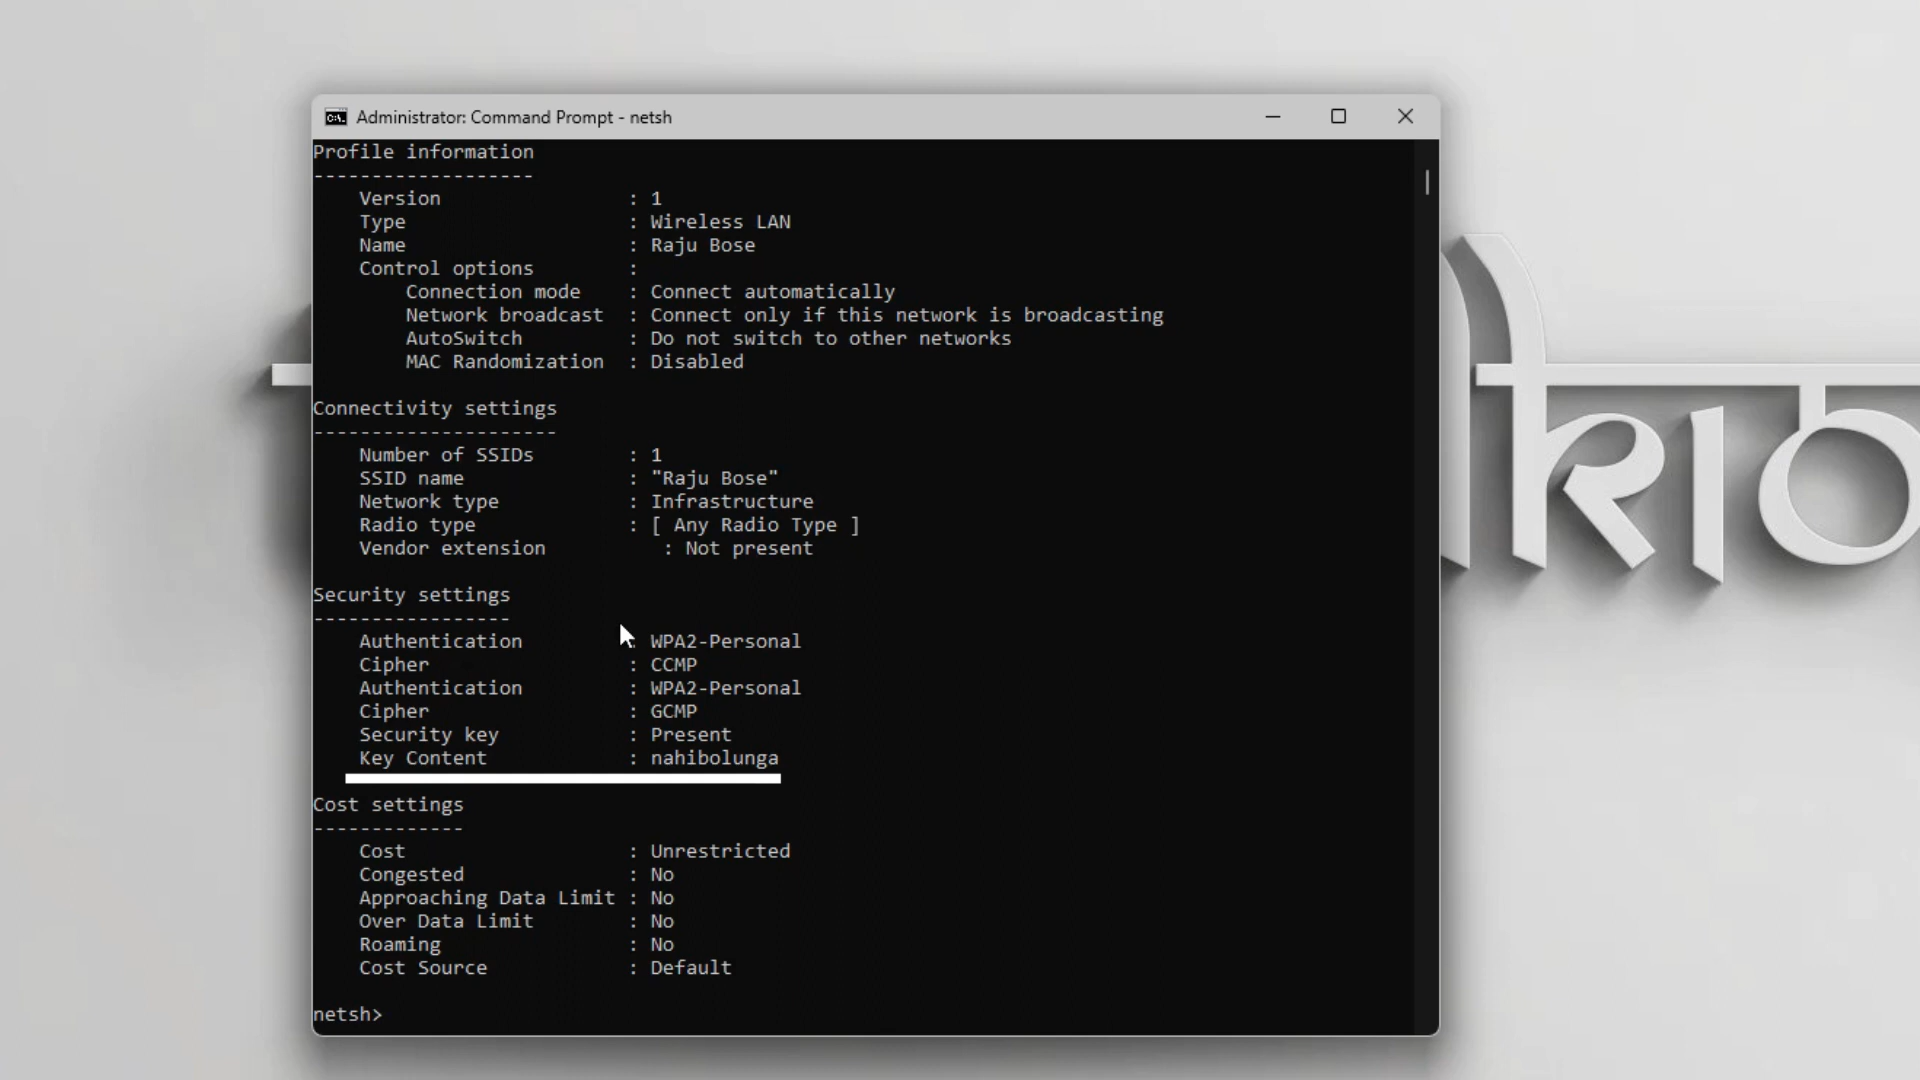 Administrator: Command Prompt - netsh
Profile information
-------------------
Version : 1
Type : Wireless LAN
Name : Raju Bose
Control options :
Connection mode : Connect automatically
Network broadcast : Connect only if this network is broadcasting
AutoSwitch : Do not switch to other networks
MAC Randomization : Disabled
Connectivity settings
---------------------
Number of SSIDs : 1
SSID name : "Raju Bose"
Network type : Infrastructure
Radio type : [ Any Radio Type ]
Vendor extension : Not present
Security settings
-----------------
Authentication : WPA2-Personal
Cipher : CCMP
Authentication : WPA2-Personal
Cipher : GCMP
Security key : Present
Key Content : nahibolunga
Cost settings
-------------
Cost : Unrestricted
Congested : No
Approaching Data Limit : No
Over Data Limit : No
Roaming : No
Cost Source : Default
netsh>